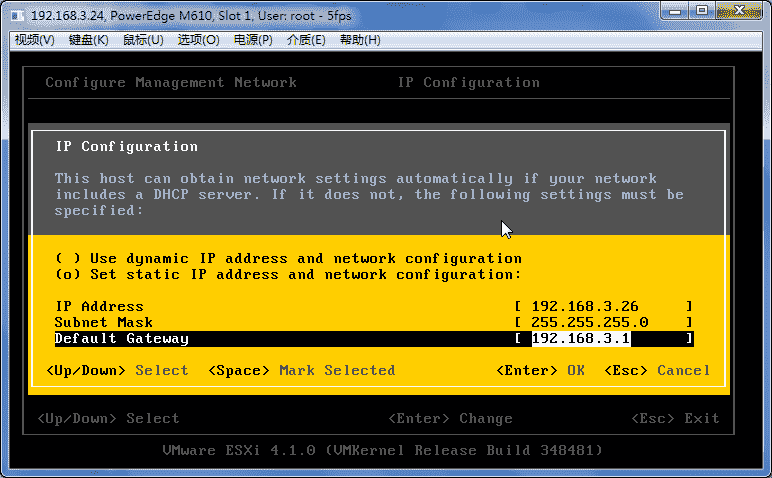 192.168.3.24, PowerEdge M610, Slot 1, User: root - 5fps
视频(V) 键盘(K) 鼠标(U) 选项(O) 电源(P) 介质(E) 帮助(H)
Configure Management Network IP Configuration
IP Configuration
This host can obtain network settings automatically if your network
includes a DHCP server. If it does not, the following settings must be
specified:
( ) Use dynamic IP address and network configuration
(o) Set static IP address and network configuration:
IP Address [ 192.168.3.26 ]
Subnet Mask [ 255.255.255.0 ]
Default Gateway [ 192.168.3.1 ]
<Up/Down> Select <Space> Mark Selected <Enter> OK <Esc> Cancel
<Up/Down> Select <Enter> Change <Esc> Exit
VMware ESXi 4.1.0 (VMKernel Release Build 348481)